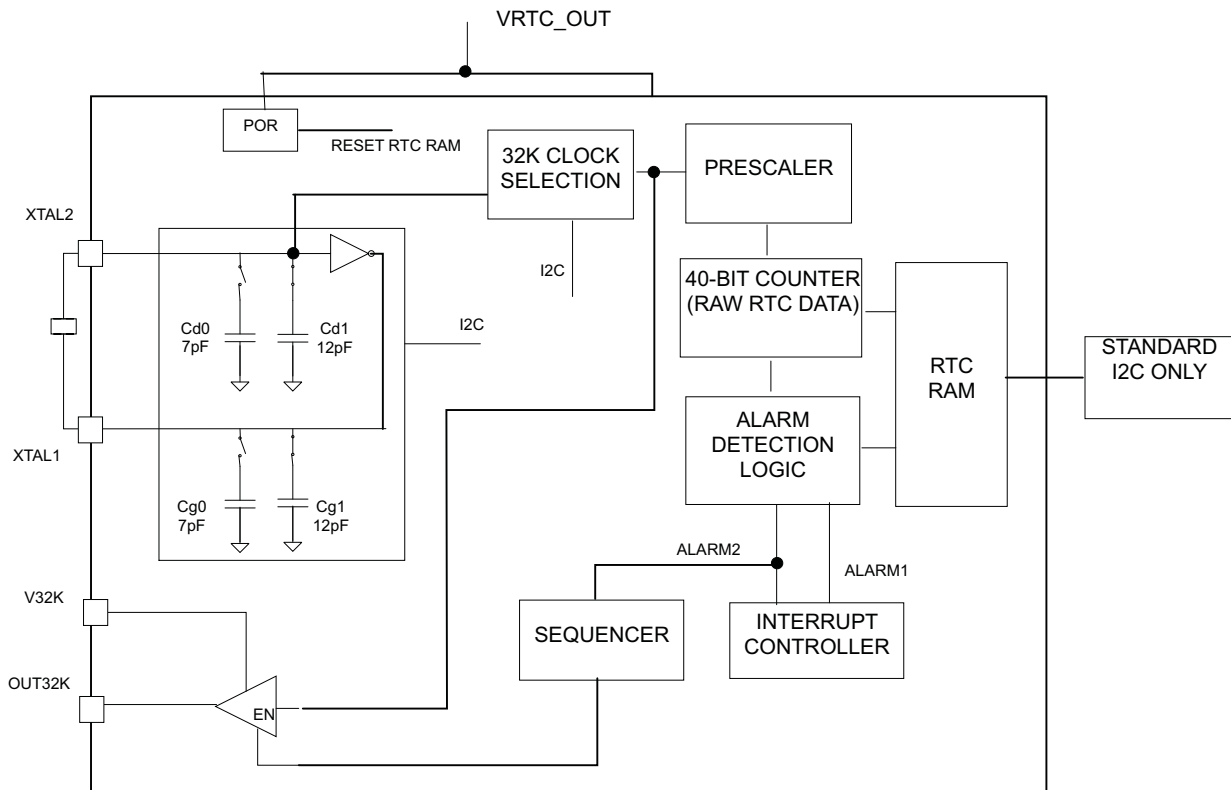 VRTC_OUT
POR
RESET RTC RAM
32K CLOCK
SELECTION
PRESCALER
XTAL2
I2C
40-BIT COUNTER
(RAW RTC DATA)
Cd0
7pF
Cd1
12pF
I2C
RTC
RAM
STANDARD
I2C ONLY
XTAL1
ALARM
DETECTION
LOGIC
Cg0
7pF
Cg1
12pF
ALARM2
ALARM1
V32K
SEQUENCER
INTERRUPT
CONTROLLER
OUT32K
EN